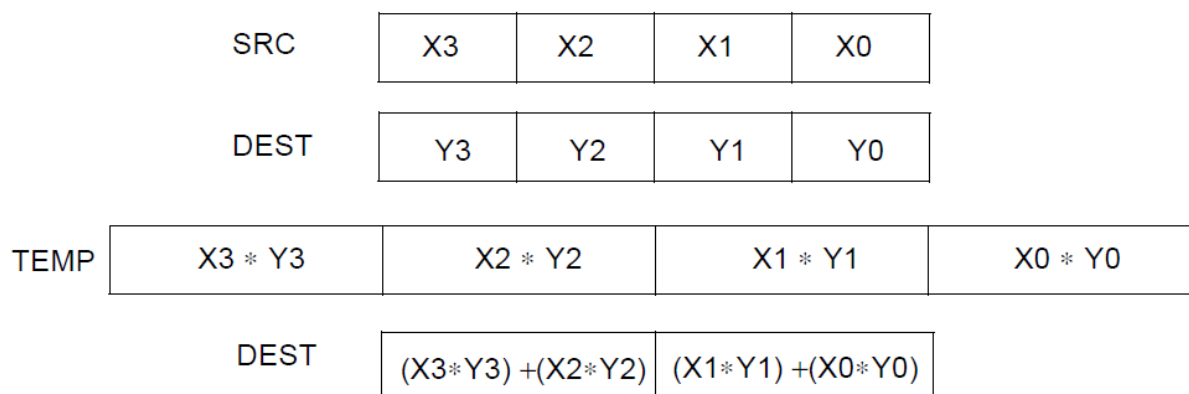 SRC X3 X2 X1 X0
DEST Y3 Y2 Y1 Y0
TEMP X3 * Y3 X2 * Y2 X1 * Y1 X0 * Y0
DEST (X3*Y3) +(X2*Y2) (X1*Y1) +(X0*Y0)